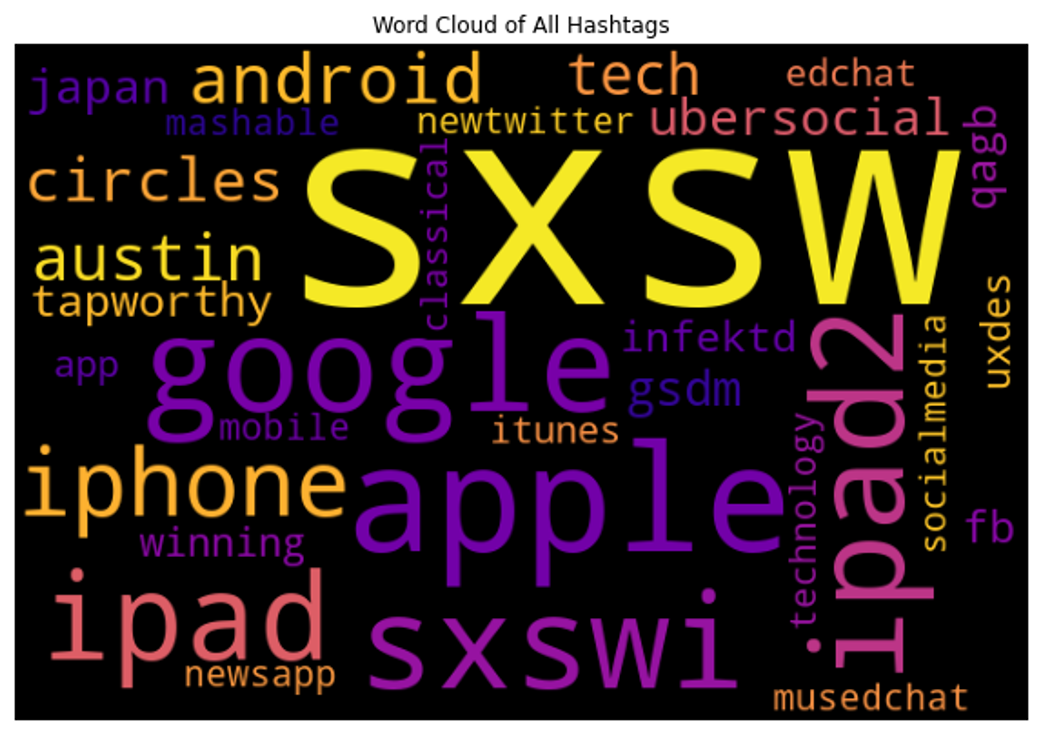 Word Cloud of All Hashtags
japan
android
tech
edchat
mashable
newtwitter
ubersocial
qagb
circles
sxsw
classical
austin
tapworthy
uxdes
google
infektd
ipad2
socialmedia
app
gsdm
mobile
itunes
iphone
apple
technology
fb
winning
ipad
sxswi
newsapp
musedchat